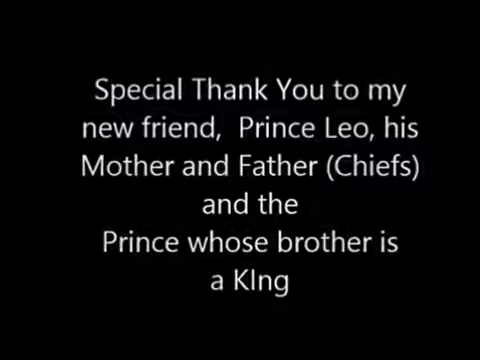 Special Thank You to my
new friend,  Prince Leo, his
Mother and Father (Chiefs)
and the
Prince whose brother is
a KIng